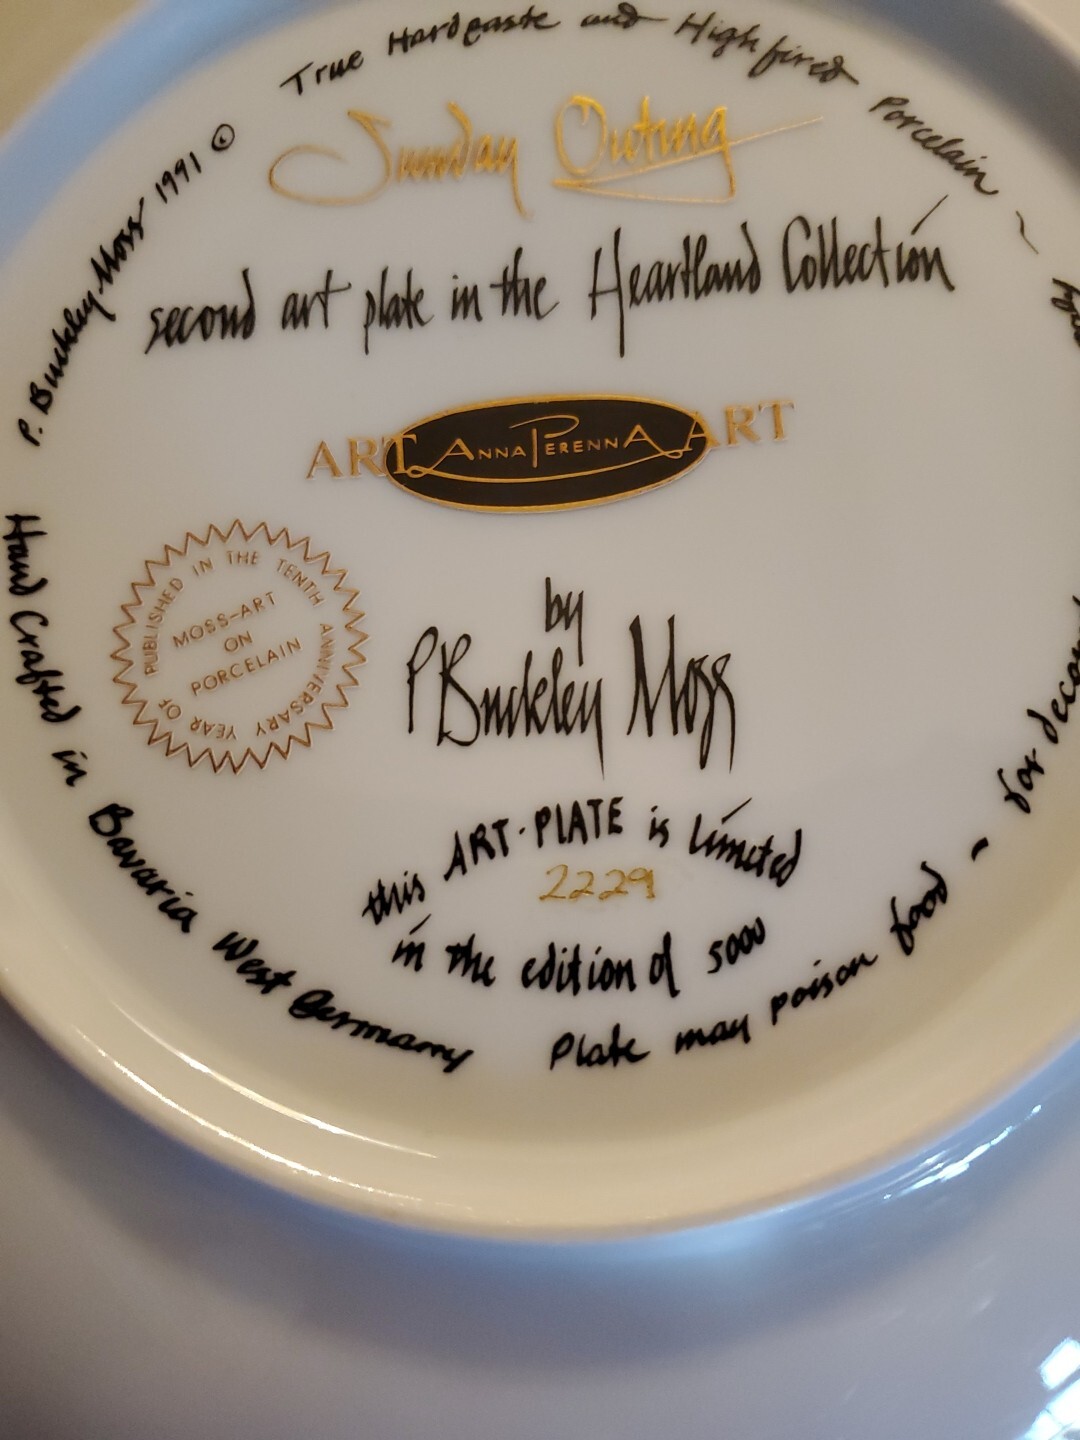 True Hardpaste and Highfired Porcelain ~
P. Buckley Moss 1991 ©
Sunday Outing
second art plate in the Heartland Collection
ART ANNA PERENNA ART
PUBLISHED IN THE TENTH ANNIVERSARY YEAR OF
MOSS-ART
ON
PORCELAIN
by
P Buckley Moss
this ART-PLATE is limited
2229
in the edition of 5000
Hand Crafted in Bavaria West Germany
Plate may poison food - for